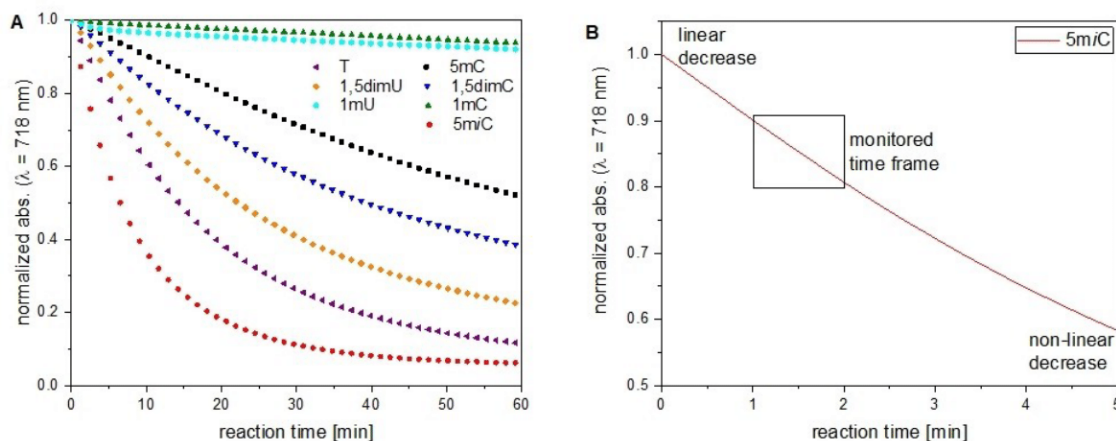 A
normalized abs. (λ = 718 nm)
1.0
0.8
0.6
0.4
0.2
0.0
T
5mC
1,5dimU
1,5dimC
1mU
1mC
5miC
0
10
20
30
40
50
60
reaction time [min]
B
normalized abs. (λ = 718 nm)
1.0
0.9
0.8
0.7
0.6
0.5
linear
decrease
5miC
monitored
time frame
non-linear
decrease
0
1
2
3
4
5
reaction time [min]